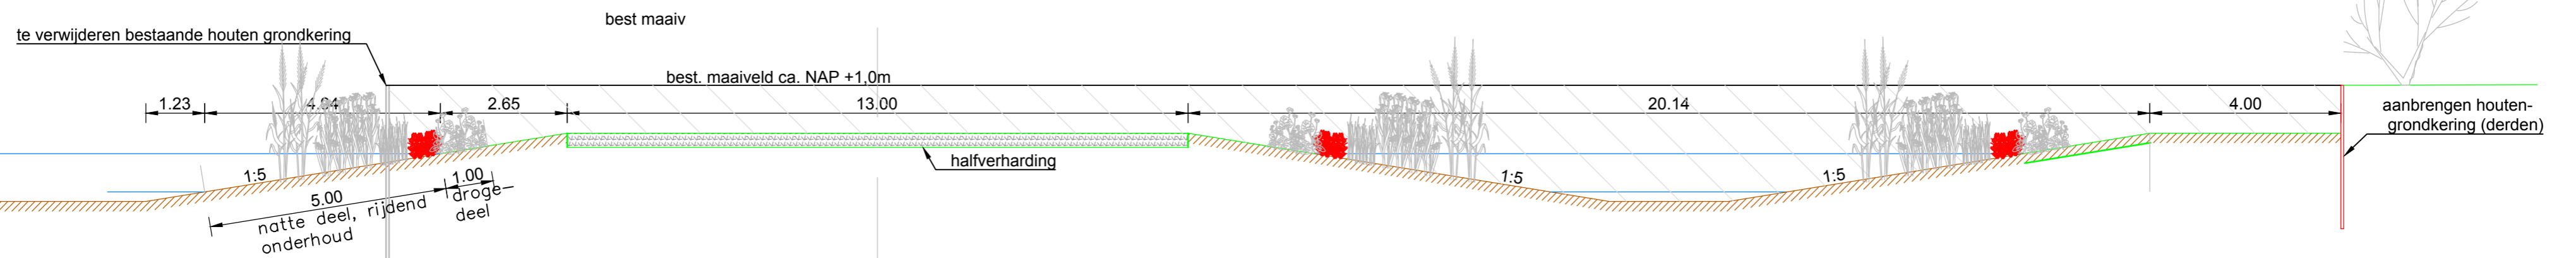 best maaiv
te verwijderen bestaande houten grondkering
best. maaiveld ca. NAP +1,0m
1.23
4.94
2.65
13.00
20.14
4.00
aanbrengen houten-
grondkering (derden)
halfverharding
1:5
1:5
1:5
5.00
1.00
natte deel, rijdend
onderhoud
droge-
deel